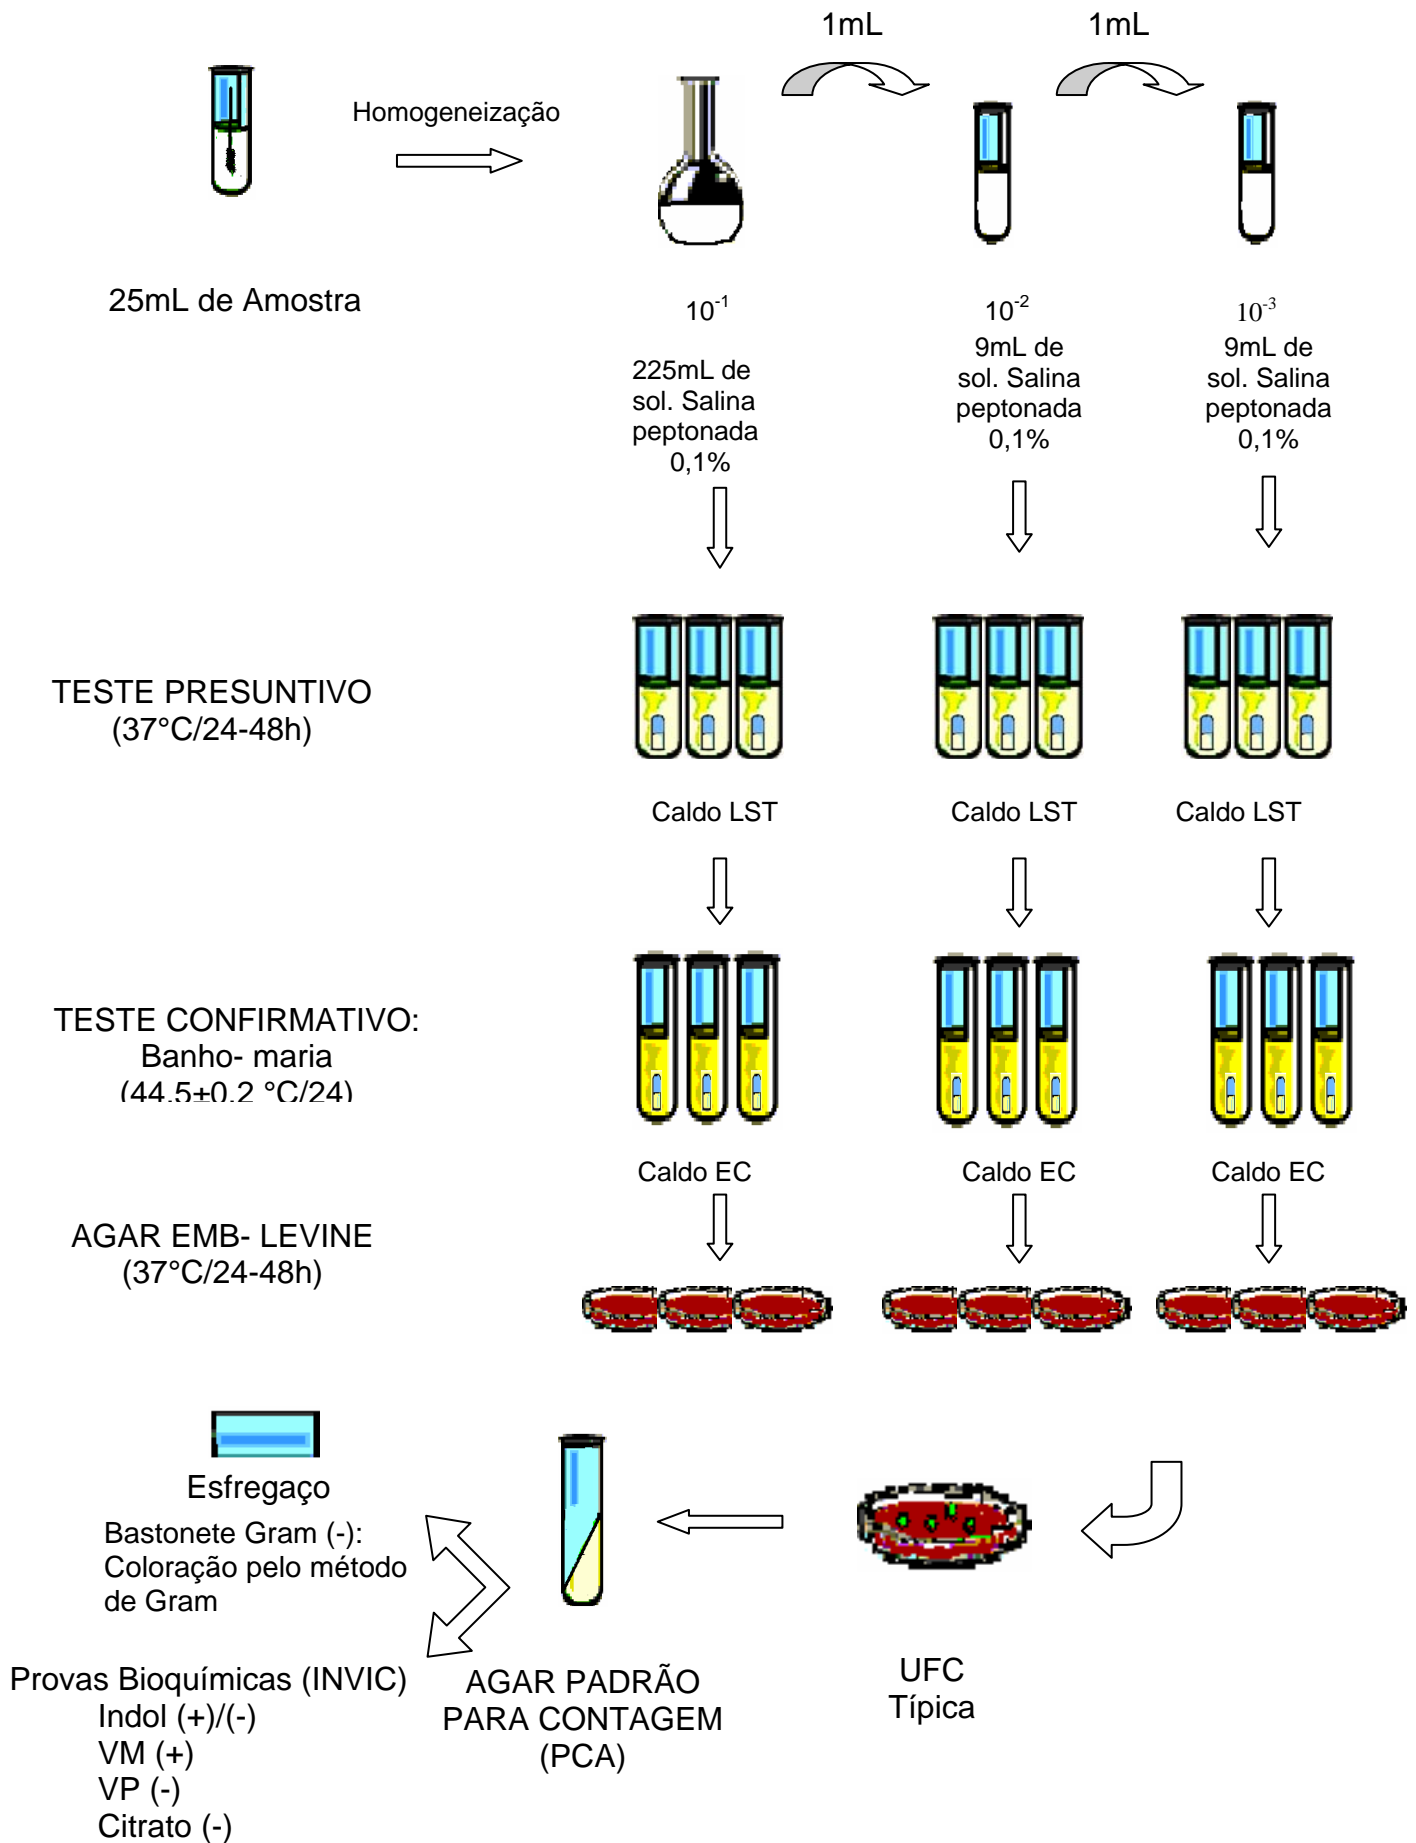 1mL
1mL
Homogeneização
25mL de Amostra
10⁻¹
10⁻²
10⁻³
225mL de
sol. Salina
peptonada
0,1%
9mL de
sol. Salina
peptonada
0,1%
9mL de
sol. Salina
peptonada
0,1%
TESTE PRESUNTIVO
(37°C/24-48h)
Caldo LST
Caldo LST
Caldo LST
TESTE CONFIRMATIVO:
Banho- maria
(44,5±0,2 °C/24)
Caldo EC
Caldo EC
Caldo EC
AGAR EMB- LEVINE
(37°C/24-48h)
Esfregaço
Bastonete Gram (-):
Coloração pelo método
de Gram
Provas Bioquímicas (INVIC)
Indol (+)/(-)
VM (+)
VP (-)
Citrato (-)
AGAR PADRÃO
PARA CONTAGEM
(PCA)
UFC
Típica